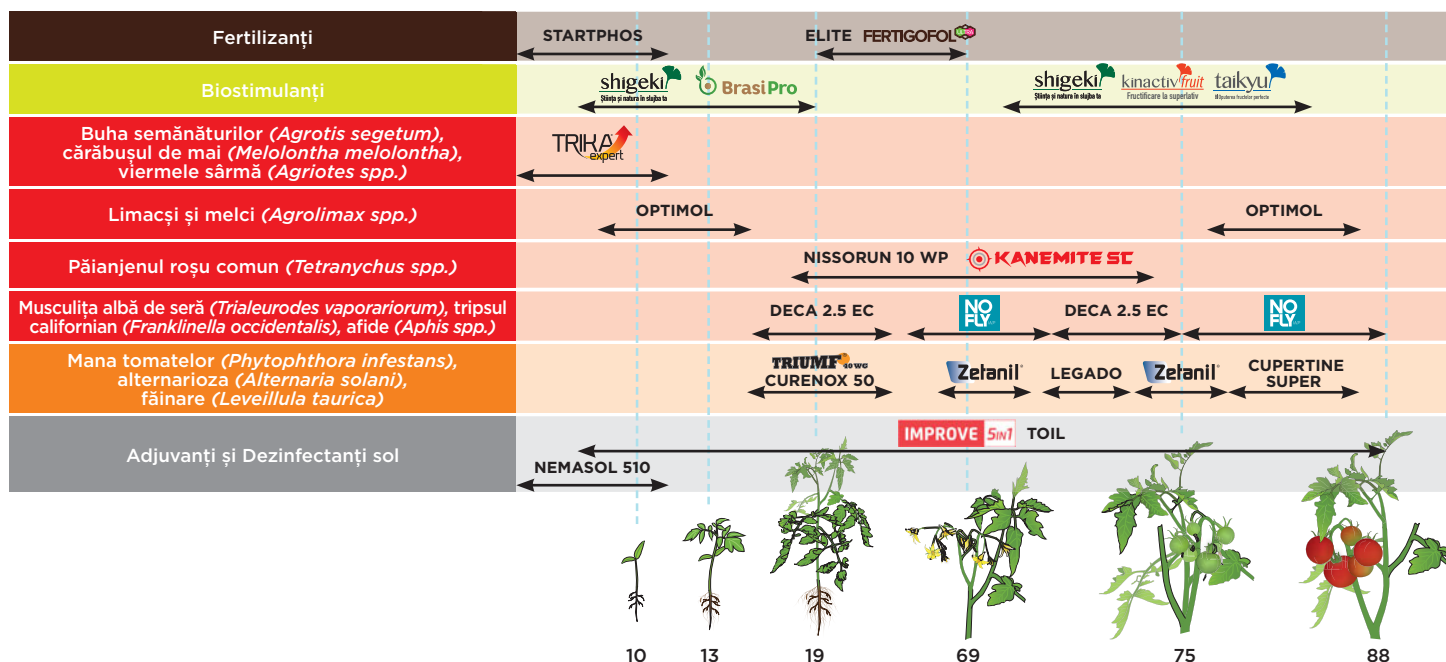 Fertilizanți
STARTPHOS
ELITE FERTIGOFOL ULTRA
Biostimulanți
shigeki
Știința și natura în slujba ta
BrasiPro
shigeki
Știința și natura în slujba ta
kinactiv fruit
Fructificare la superlativ
taikyu
Buha semănăturilor (Agrotis segetum),
cărăbușul de mai (Melolontha melolontha),
viermele sârmă (Agriotes spp.)
TRIKA
expert
Limacși și melci (Agrolimax spp.)
OPTIMOL
OPTIMOL
Păianjenul roșu comun (Tetranychus spp.)
NISSORUN 10 WP
KANEMITE SC
Musculița albă de seră (Trialeurodes vaporariorum), tripsul
californian (Franklinella occidentalis), afide (Aphis spp.)
DECA 2.5 EC
NO
FLY
DECA 2.5 EC
NO
FLY
Mana tomatelor (Phytophthora infestans),
alternarioza (Alternaria solani),
făinare (Leveillula taurica)
TRIUMF 40 WG
CURENOX 50
Zetanil
LEGADO
Zetanil
CUPERTINE
SUPER
Adjuvanți și Dezinfectanți sol
IMPROVE 5IN1 TOIL
NEMASOL 510
10 13 19 69 75 88